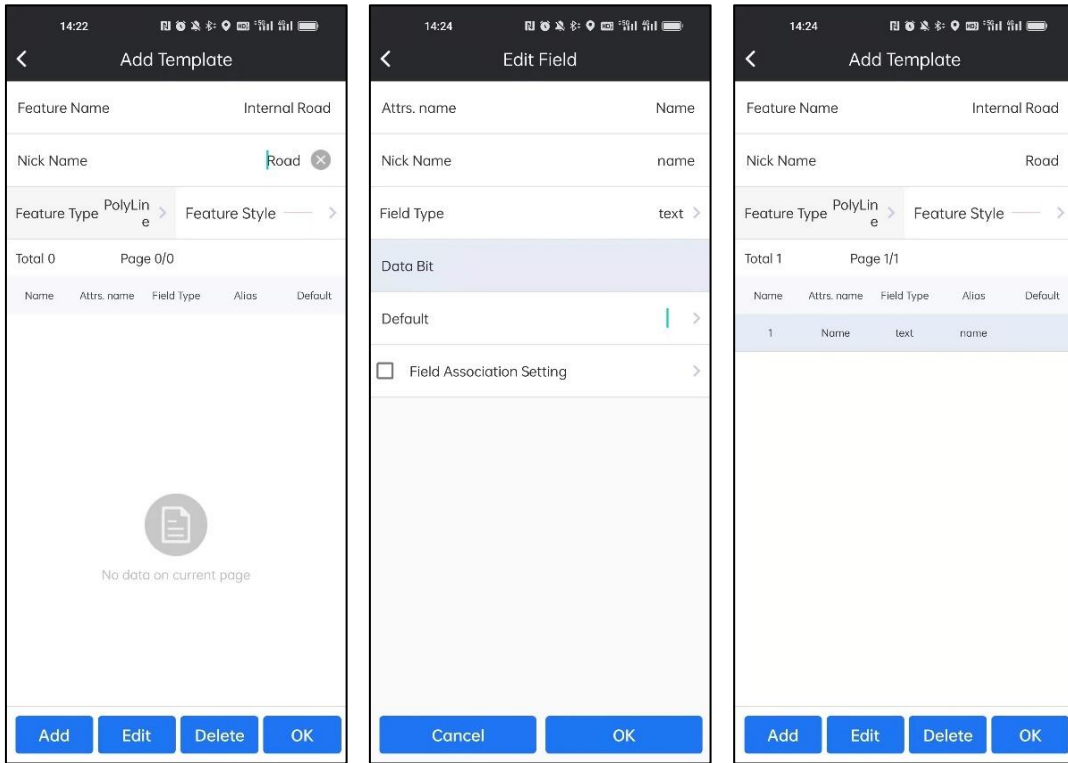 14:22
Add Template
Feature Name Internal Road
Nick Name Road
Feature Type PolyLin
e
Feature Style
Total 0 Page 0/0
Name Attrs. name Field Type Alias Default
No data on current page
Add Edit Delete OK
14:24
Edit Field
Attrs. name Name
Nick Name name
Field Type text
Data Bit
Default
Field Association Setting
Cancel OK
14:24
Add Template
Feature Name Internal Road
Nick Name Road
Feature Type PolyLin
e
Feature Style
Total 1 Page 1/1
Name Attrs. name Field Type Alias Default
1 Name text name
Add Edit Delete OK